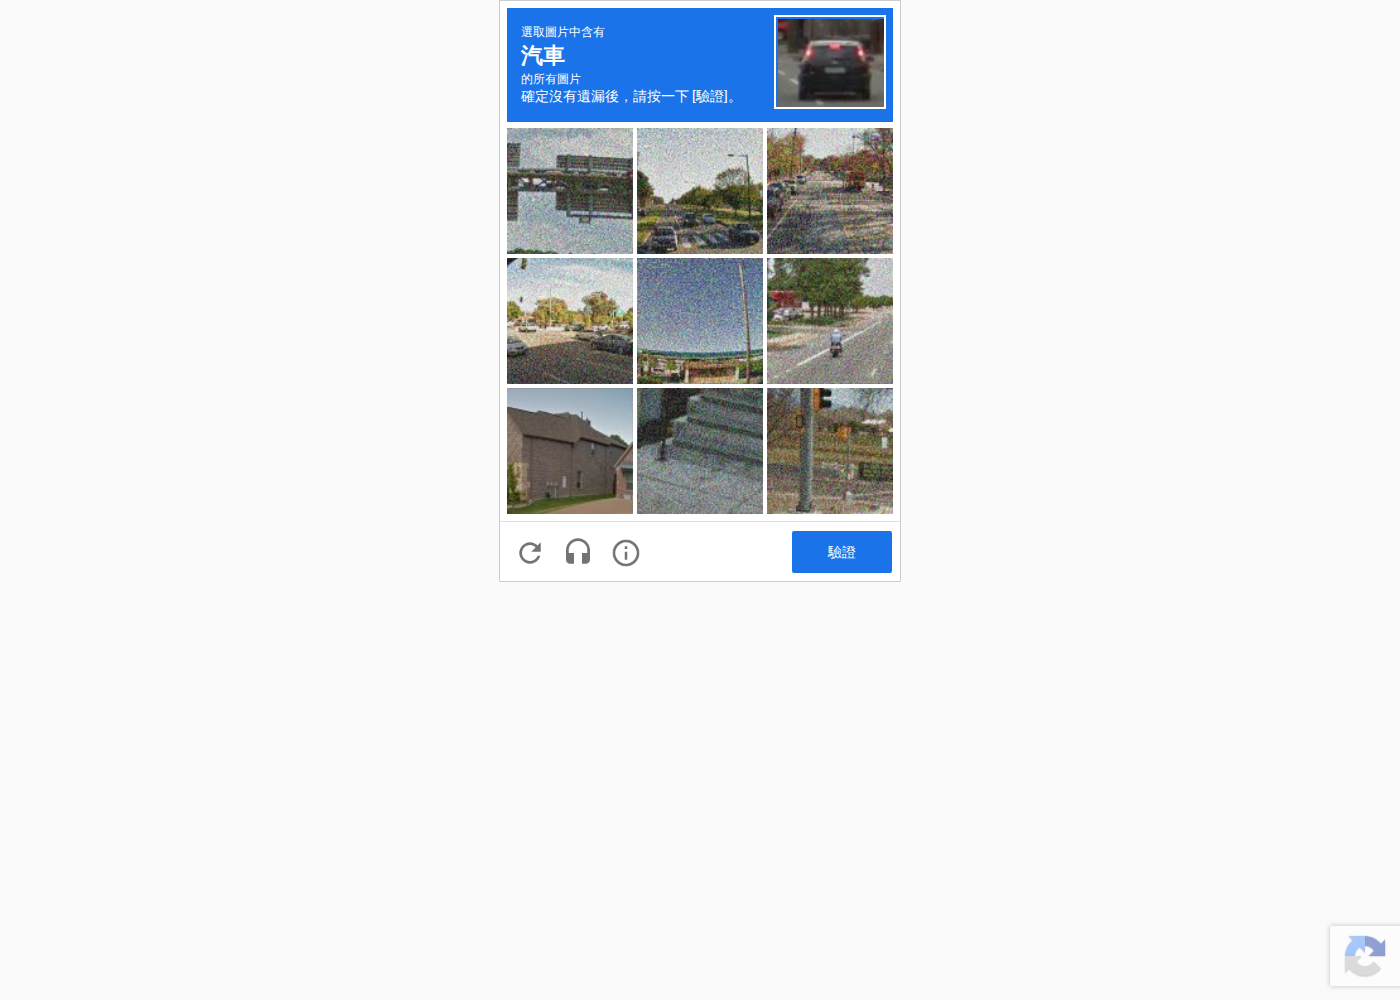 選取圖片中含有
汽車
的所有圖片
確定沒有遺漏後，請按一下 [驗證]。
驗證